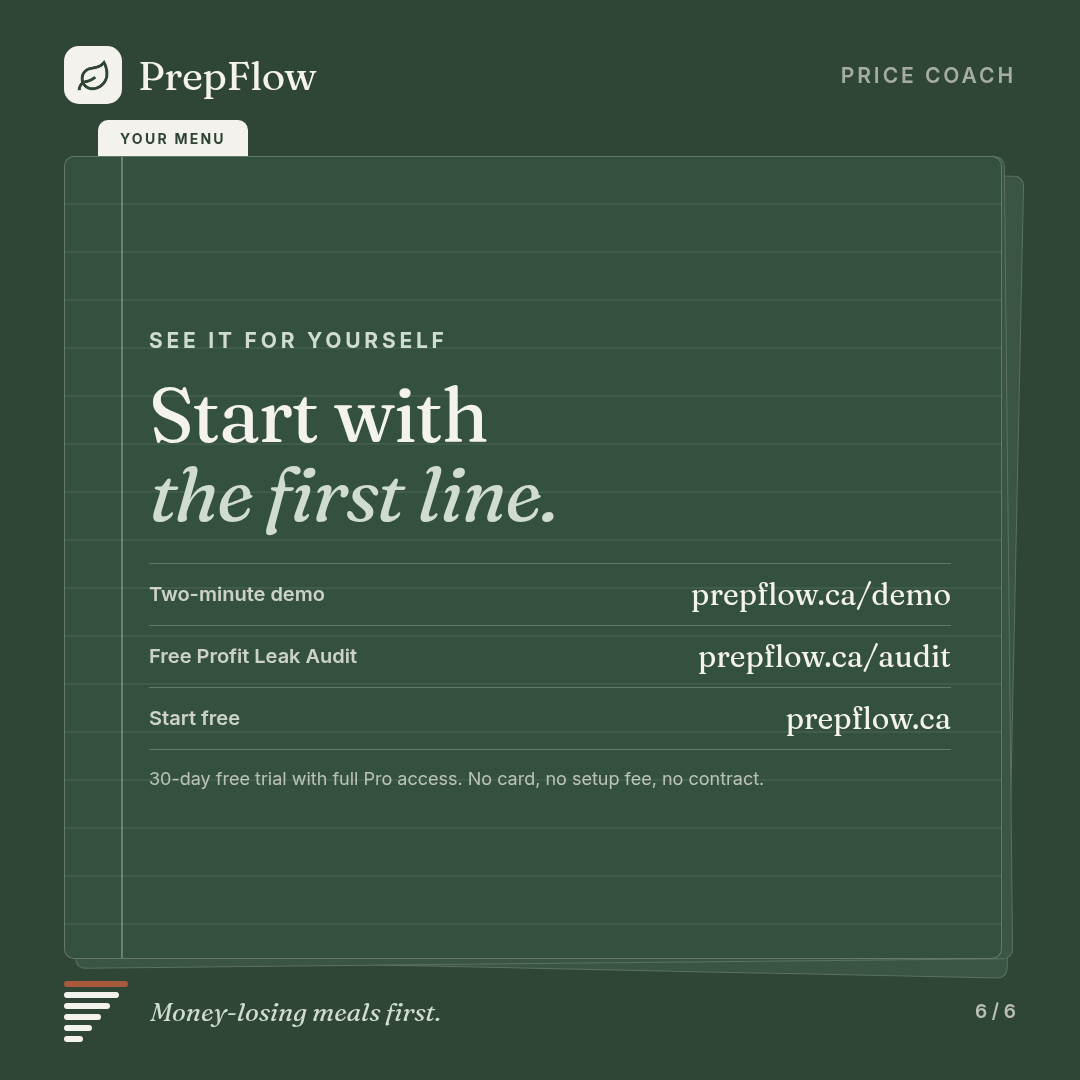 PrepFlow
PRICE COACH
YOUR MENU
SEE IT FOR YOURSELF
Start with
the first line.
Two-minute demo prepflow.ca/demo
Free Profit Leak Audit prepflow.ca/audit
Start free prepflow.ca
30-day free trial with full Pro access. No card, no setup fee, no contract.
Money-losing meals first.
6 / 6